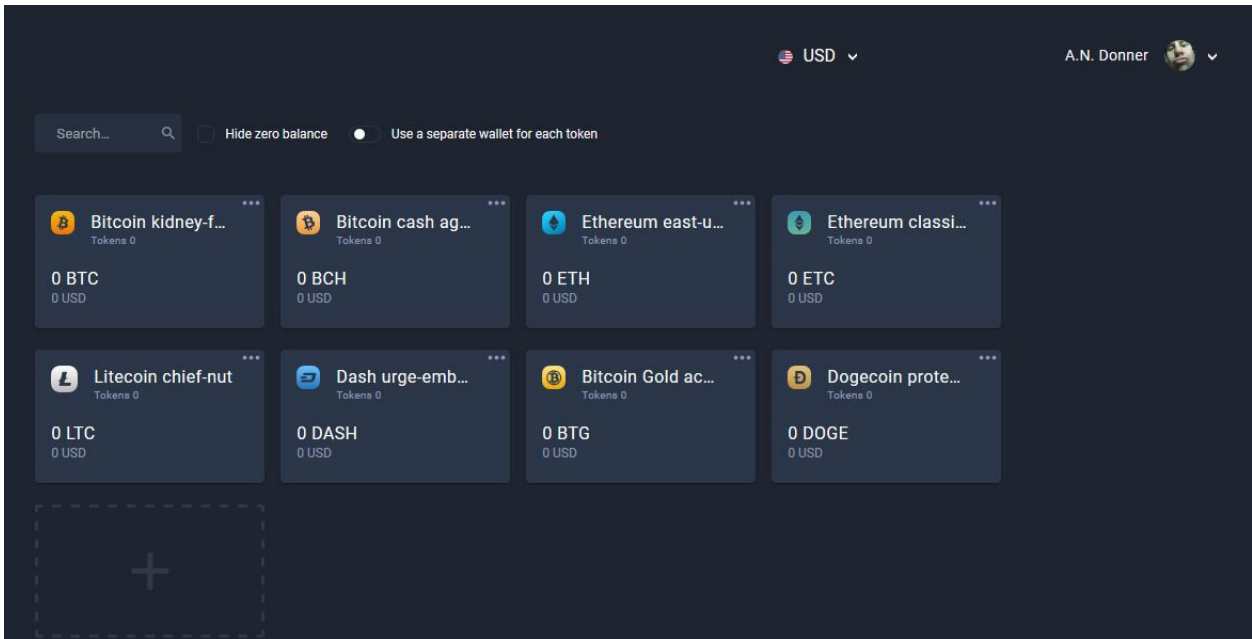 USD
A.N. Donner
Search...
Hide zero balance
Use a separate wallet for each token
Bitcoin kidney-f...
Tokens 0
0 BTC
0 USD
Bitcoin cash ag...
Tokens 0
0 BCH
0 USD
Ethereum east-u...
Tokens 0
0 ETH
0 USD
Ethereum classi...
Tokens 0
0 ETC
0 USD
Litecoin chief-nut
Tokens 0
0 LTC
0 USD
Dash urge-emb...
Tokens 0
0 DASH
0 USD
Bitcoin Gold ac...
Tokens 0
0 BTG
0 USD
Dogecoin prote...
Tokens 0
0 DOGE
0 USD